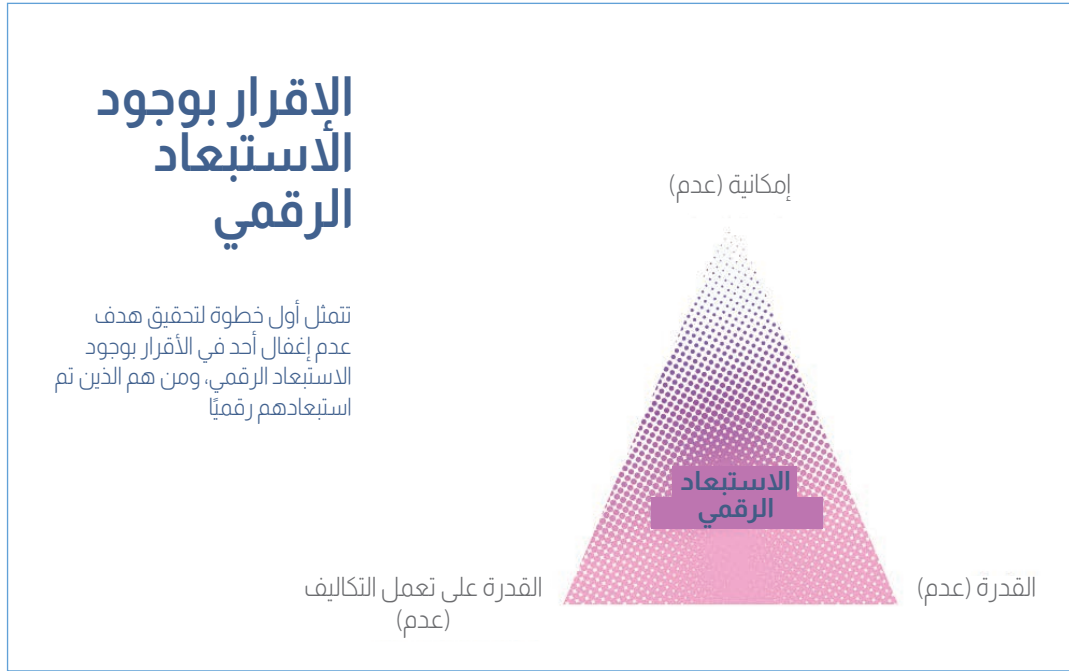 الإقرار بوجود
الاستبعاد
الرقمي
تتمثل أول خطوة لتحقيق هدف
عدم إغفال أحد في الأقرار بوجود
الاستبعاد الرقمي، ومن هم الذين تم
استبعادهم رقميًا
إمكانية (عدم)
الاستبعاد
الرقمي
القدرة (عدم)
القدرة على تعمل التكاليف
(عدم)